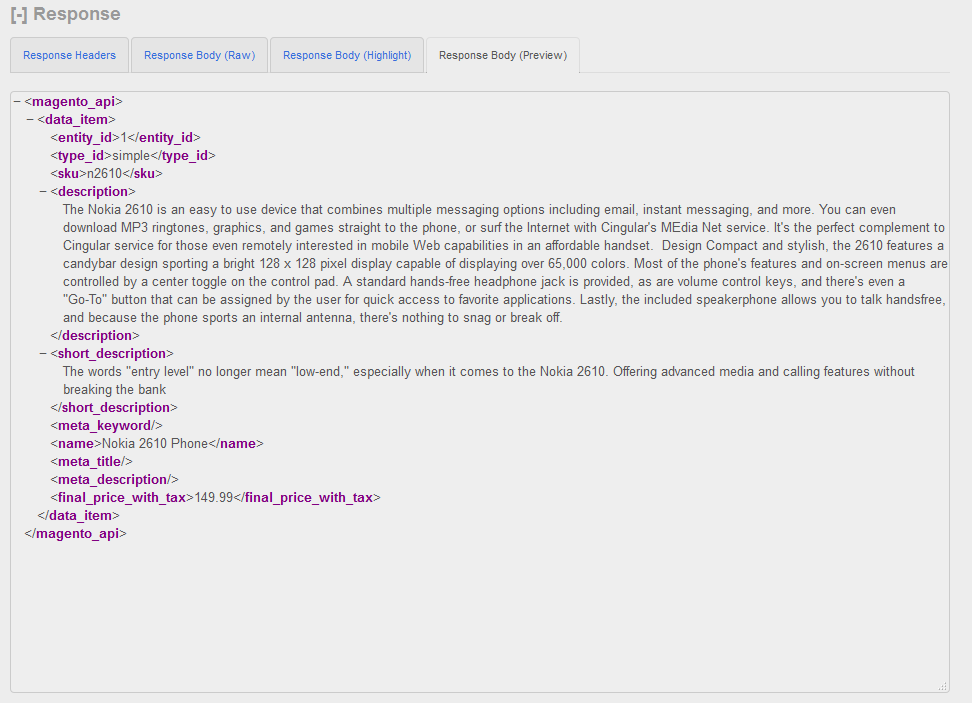 [-] Response
Response Headers Response Body (Raw) Response Body (Highlight) Response Body (Preview)
− <magento_api>
− <data_item>
<entity_id>1</entity_id>
<type_id>simple</type_id>
<sku>n2610</sku>
− <description>
The Nokia 2610 is an easy to use device that combines multiple messaging options including email, instant messaging, and more. You can even
download MP3 ringtones, graphics, and games straight to the phone, or surf the Internet with Cingular's MEdia Net service. It's the perfect complement to
Cingular service for those even remotely interested in mobile Web capabilities in an affordable handset.  Design Compact and stylish, the 2610 features a
candybar design sporting a bright 128 x 128 pixel display capable of displaying over 65,000 colors. Most of the phone's features and on-screen menus are
controlled by a center toggle on the control pad. A standard hands-free headphone jack is provided, as are volume control keys, and there's even a
"Go-To" button that can be assigned by the user for quick access to favorite applications. Lastly, the included speakerphone allows you to talk handsfree,
and because the phone sports an internal antenna, there's nothing to snag or break off.
</description>
− <short_description>
The words "entry level" no longer mean "low-end," especially when it comes to the Nokia 2610. Offering advanced media and calling features without
breaking the bank
</short_description>
<meta_keyword/>
<name>Nokia 2610 Phone</name>
<meta_title/>
<meta_description/>
<final_price_with_tax>149.99</final_price_with_tax>
</data_item>
</magento_api>